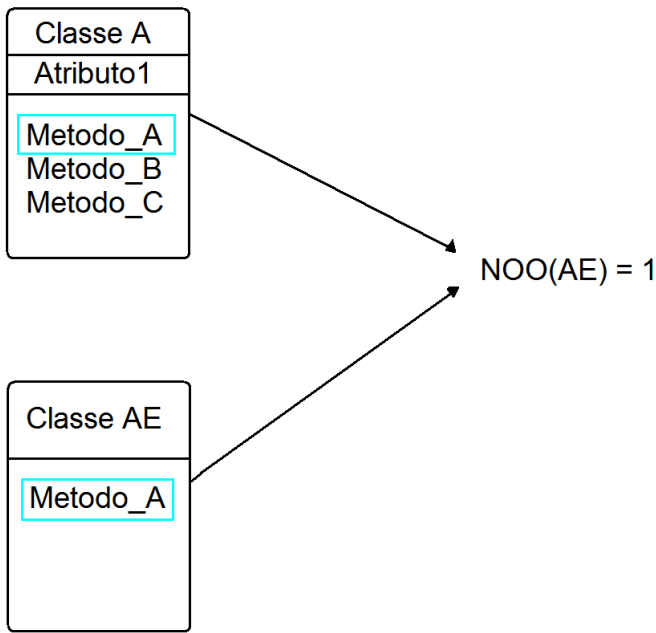 Classe A
Atributo1
Metodo_A
Metodo_B
Metodo_C
NOO(AE) = 1
Classe AE
Metodo_A